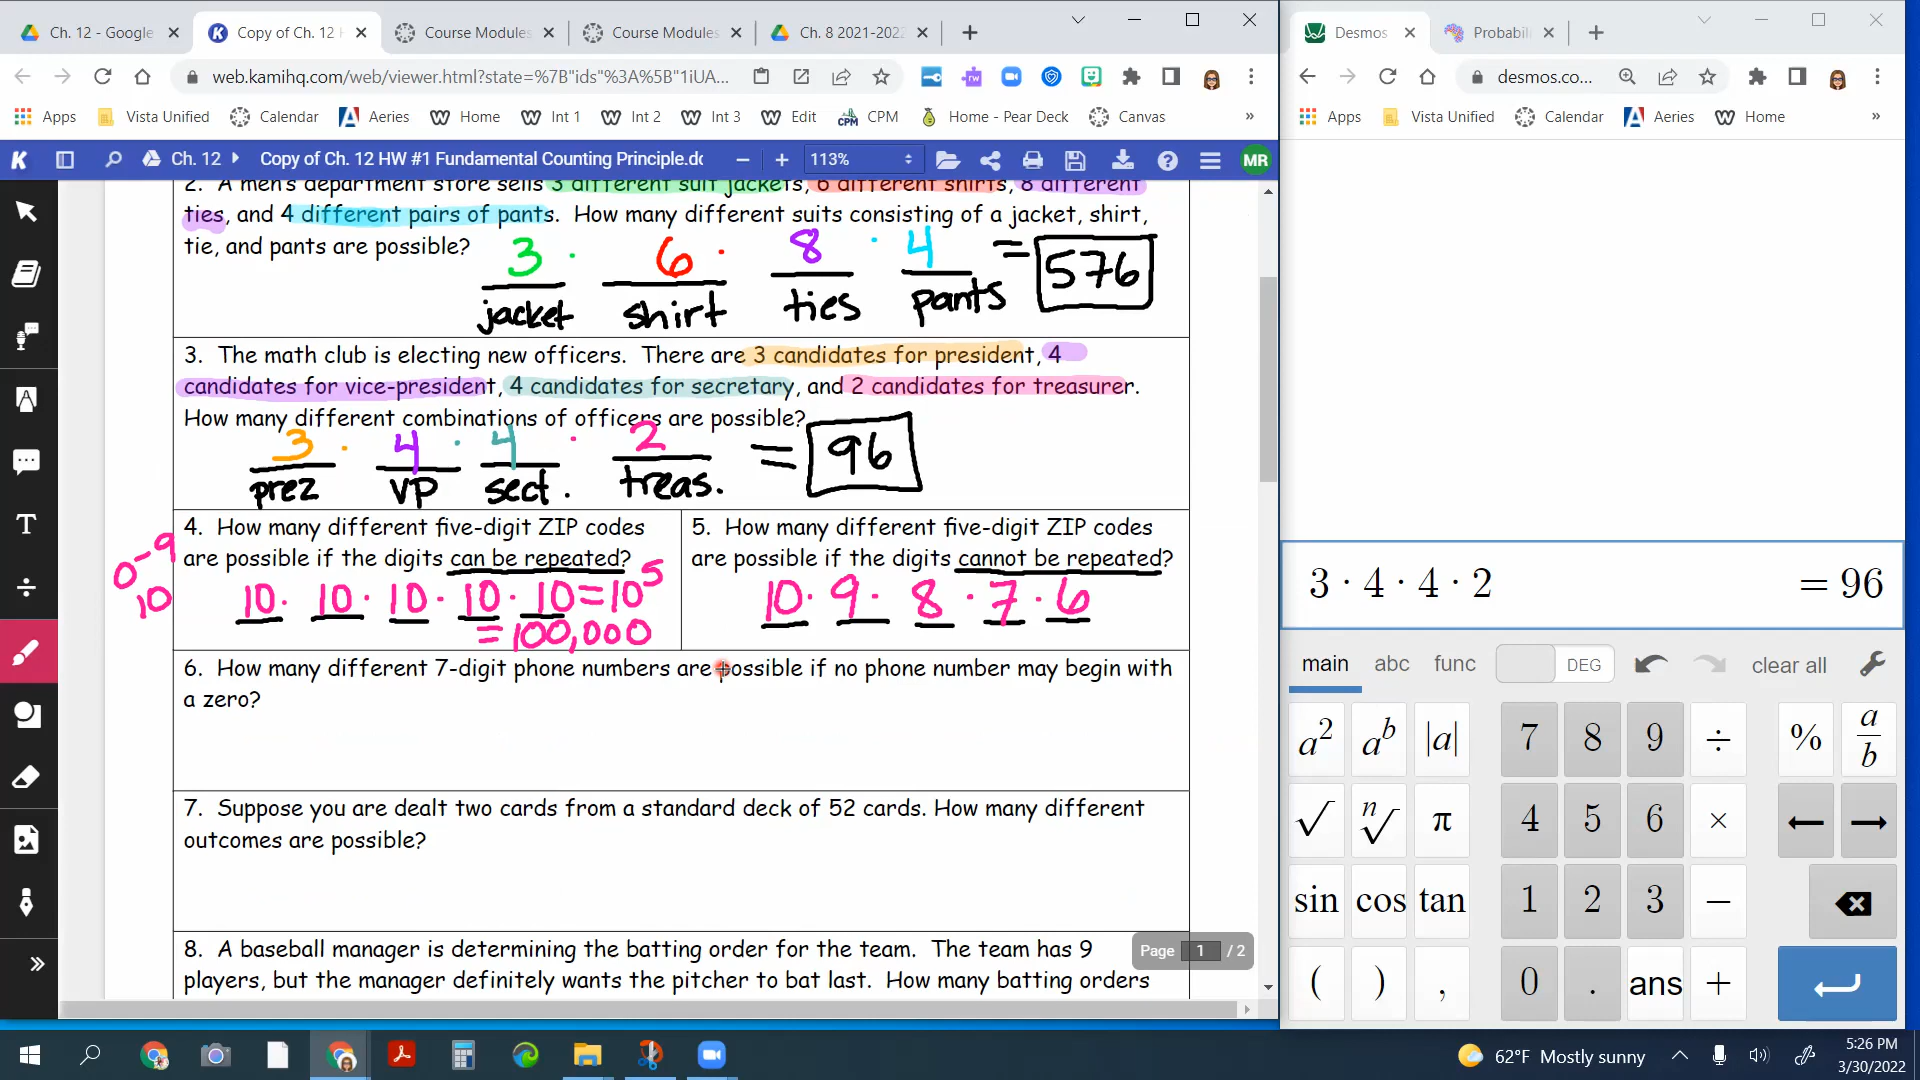 Ch. 12 - Google
Copy of Ch. 12 H
Course Modules
Course Modules
Ch. 8 2021-2022
Desmos
Probabili
web.kamihq.com/web/viewer.html?state=%7B"ids"%3A%5B"1iUA...
desmos.co...
Apps
Vista Unified
Calendar
Aeries
Home
Int 1
Int 2
Int 3
Edit
CPM
Home - Pear Deck
Canvas
»
Apps
Vista Unified
Calendar
Aeries
Home
»
K
Ch. 12
Copy of Ch. 12 HW #1 Fundamental Counting Principle.dc
113%
MR
2. A men's department store sells 3 different suit jackets, 6 different shirts, 8 different
ties, and 4 different pairs of pants. How many different suits consisting of a jacket, shirt,
tie, and pants are possible?
3 · 6 · 8 · 4 = 576
jacket shirt ties pants
3. The math club is electing new officers. There are 3 candidates for president, 4
candidates for vice-president, 4 candidates for secretary, and 2 candidates for treasurer.
How many different combinations of officers are possible?
3 · 4 · 4 · 2 = 96
prez VP sect. treas.
4. How many different five-digit ZIP codes
are possible if the digits can be repeated?
0-9
10
10 · 10 · 10 · 10 · 10 = 10⁵
= 100,000
5. How many different five-digit ZIP codes
are possible if the digits cannot be repeated?
10 · 9 · 8 · 7 · 6
6. How many different 7-digit phone numbers are possible if no phone number may begin with
a zero?
7. Suppose you are dealt two cards from a standard deck of 52 cards. How many different
outcomes are possible?
8. A baseball manager is determining the batting order for the team. The team has 9
players, but the manager definitely wants the pitcher to bat last. How many batting orders
Page 1 / 2
3 · 4 · 4 · 2 = 96
main abc func DEG clear all
a² aᵇ |a| 7 8 9 ÷ % a/b
√ ⁿ√ π 4 5 6 × ← →
sin cos tan 1 2 3 −
( ) , 0 . ans +
62°F Mostly sunny
5:26 PM
3/30/2022